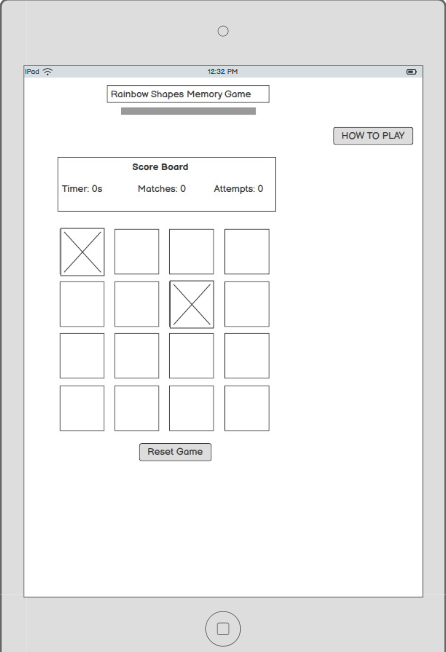 iPad 12:32 PM
Rainbow Shapes Memory Game
HOW TO PLAY
Score Board
Timer: 0s Matches: 0 Attempts: 0
Reset Game